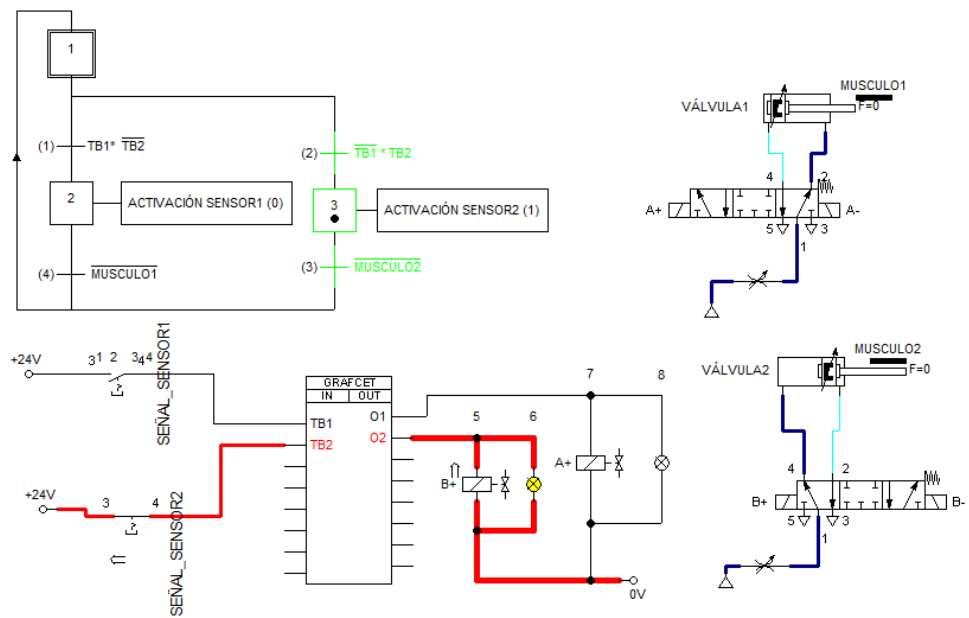 1
(1)
TB1* TB2
(2)
TB1 * TB2
2
ACTIVACIÓN SENSOR1 (0)
3
ACTIVACIÓN SENSOR2 (1)
(4)
MUSCULO1
(3)
MUSCULO2
MUSCULO1
VÁLVULA1
F=0
4
2
A+
A-
5
3
1
+24V
3
1
2
3
4
4
SEÑAL_SENSOR1
GRAFCET
IN
OUT
TB1
O1
TB2
O2
5
6
7
8
B+
A+
0V
+24V
3
4
SEÑAL_SENSOR2
MUSCULO2
VÁLVULA2
F=0
4
2
B+
B-
5
3
1